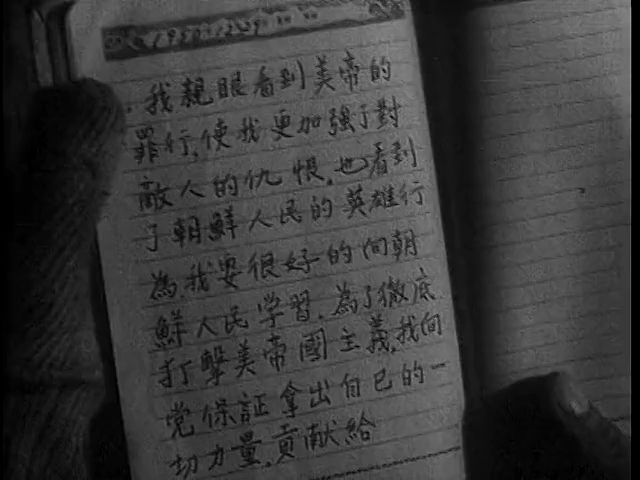 1950.12.29
我親眼看到美帝的
罪行,使我更加強了對
敵人的仇恨,也看到
了朝鮮人民的英雄行
為,我要很好的向朝
鮮人民学習,為了徹底
打擊美帝國主義,我向
党保証拿出自己的一
切力量,貢献給